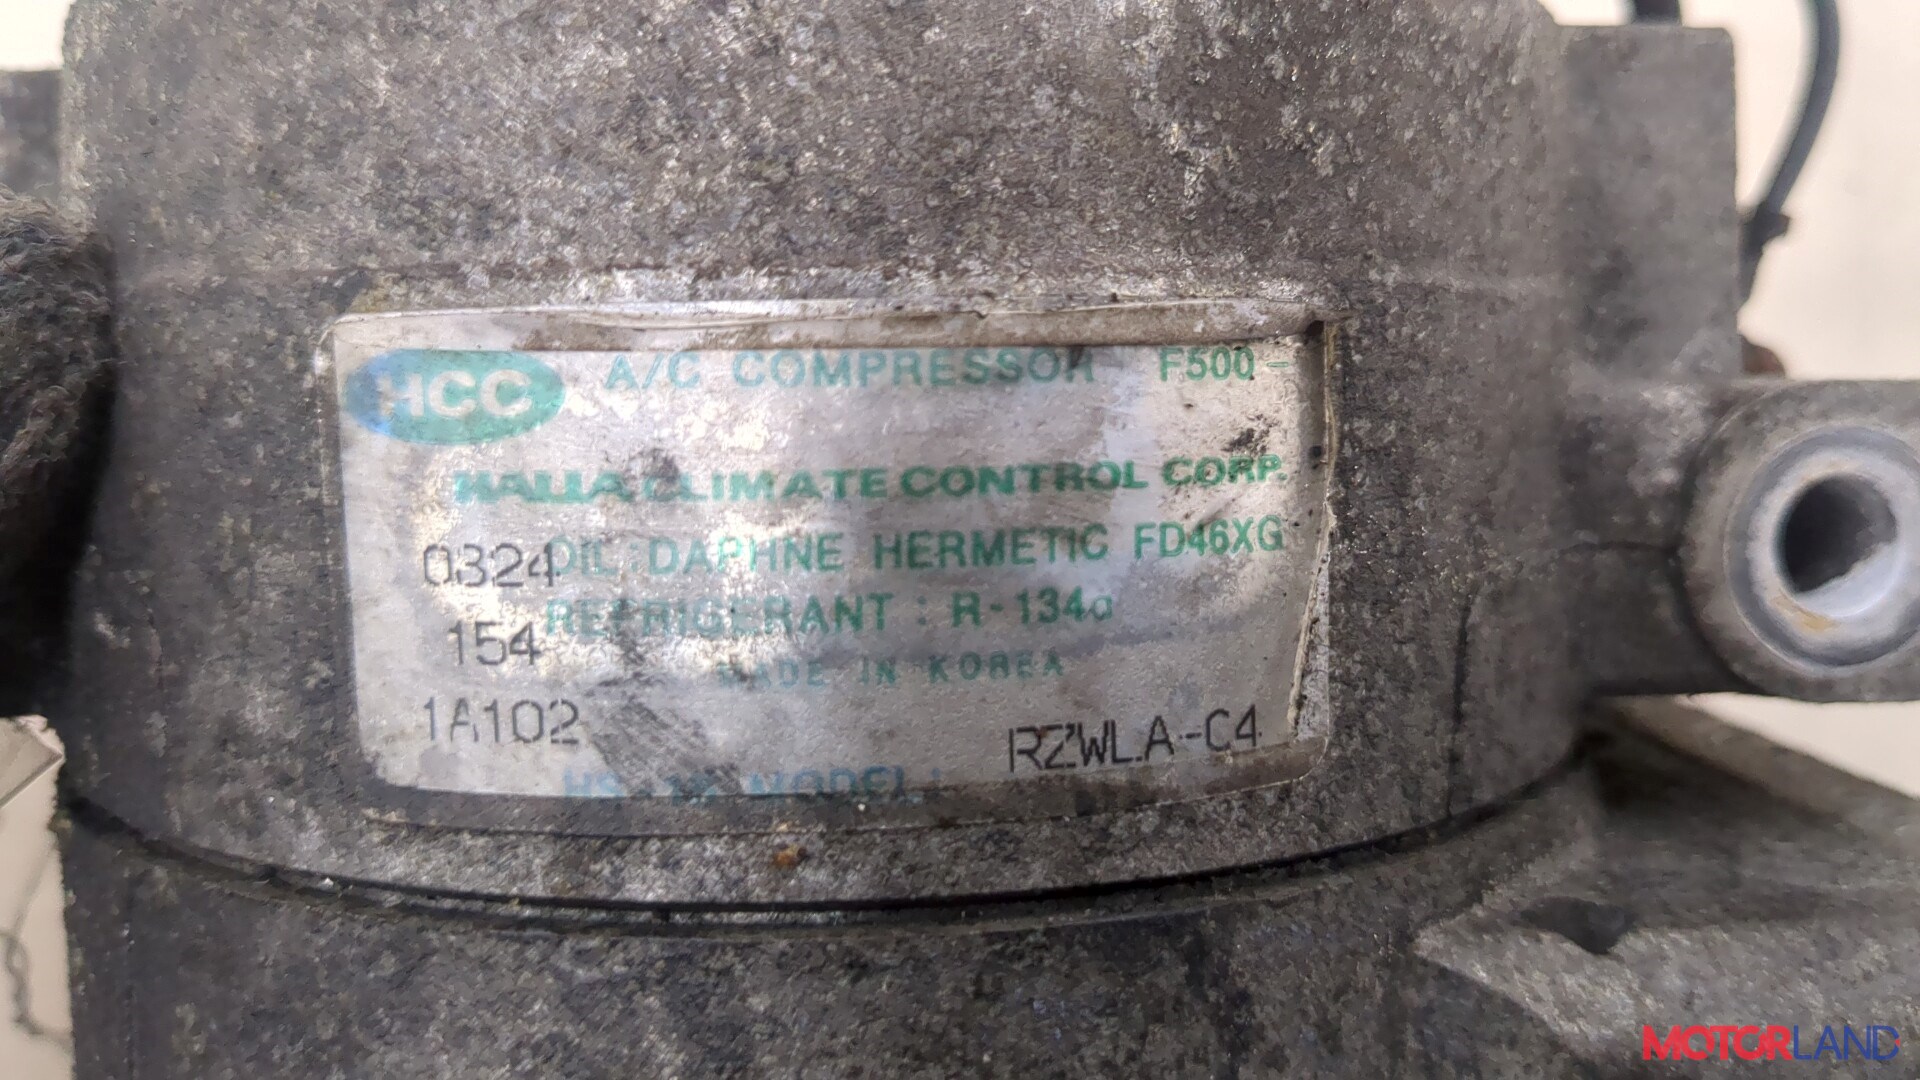 HCC A/C COMPRESSOR F500-
HALLA CLIMATE CONTROL CORP.
0324 OIL:DAPHNE HERMETIC FD46XG
154 REFRIGERANT : R-134a
MADE IN KOREA
1A102
RZWLA-C4
MODEL:
MOTORLAND